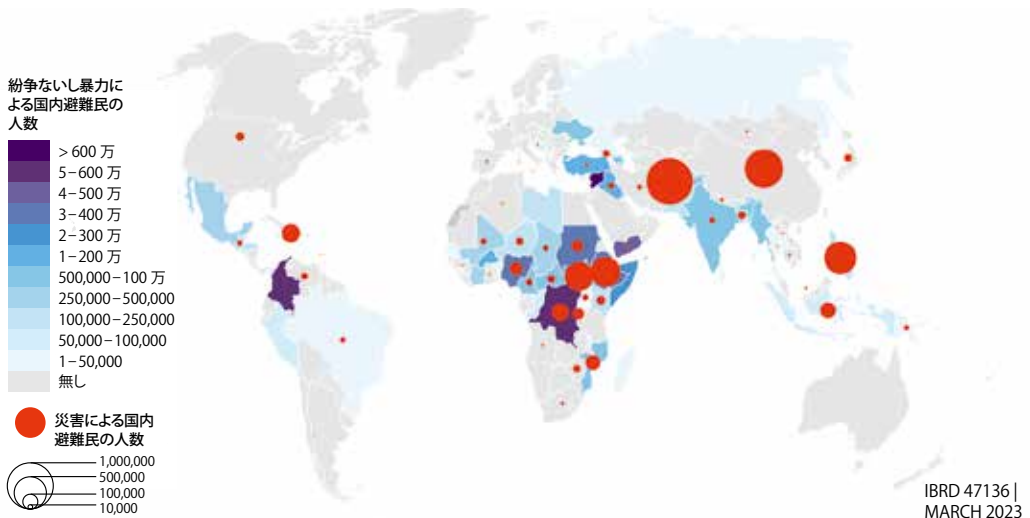 紛争ないし暴力に
よる国内避難民の
人数
> 600 万
5–600 万
4–500 万
3–400 万
2–300 万
1–200 万
500,000–100 万
250,000–500,000
100,000–250,000
50,000–100,000
1–50,000
無し
災害による国内
避難民の人数
1,000,000
500,000
100,000
10,000
IBRD 47136 |
MARCH 2023